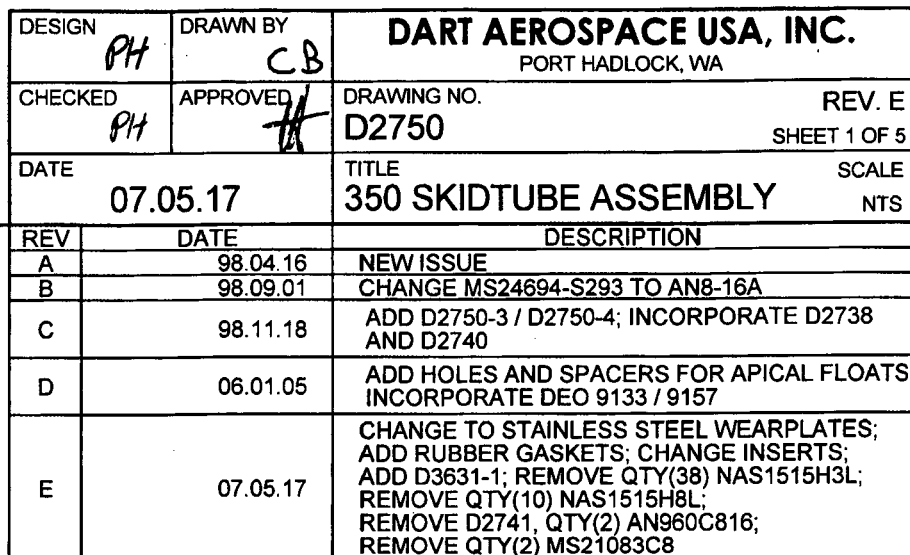 DESIGN
PH
DRAWN BY
CB
DART AEROSPACE USA, INC.
PORT HADLOCK, WA
CHECKED
PH
APPROVED
DRAWING NO.
D2750
REV. E
SHEET 1 OF 5
DATE
07.05.17
TITLE
350 SKIDTUBE ASSEMBLY
SCALE
NTS
REV DATE DESCRIPTION
A 98.04.16 NEW ISSUE
B 98.09.01 CHANGE MS24694-S293 TO AN8-16A
C 98.11.18 ADD D2750-3 / D2750-4; INCORPORATE D2738
AND D2740
D 06.01.05 ADD HOLES AND SPACERS FOR APICAL FLOATS
INCORPORATE DEO 9133 / 9157
E 07.05.17 CHANGE TO STAINLESS STEEL WEARPLATES;
ADD RUBBER GASKETS; CHANGE INSERTS;
ADD D3631-1; REMOVE QTY(38) NAS1515H3L;
REMOVE QTY(10) NAS1515H8L;
REMOVE D2741, QTY(2) AN960C816;
REMOVE QTY(2) MS21083C8